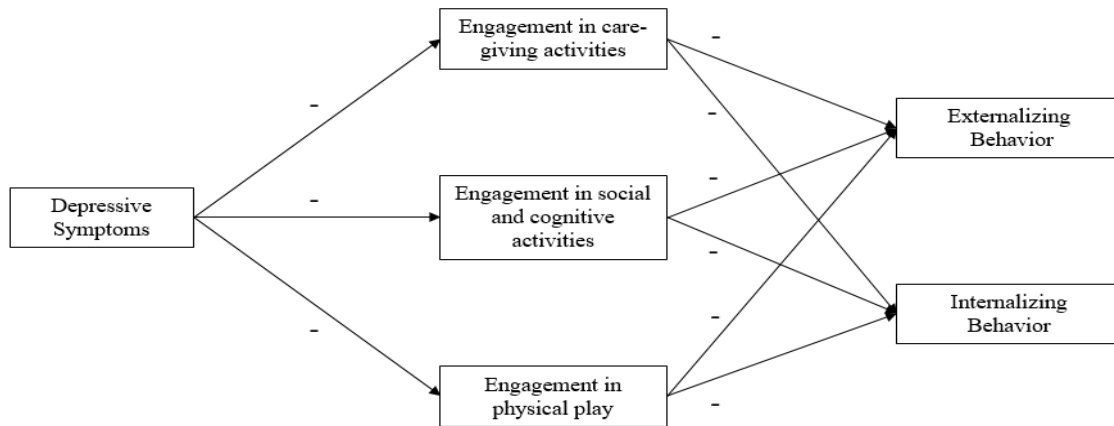 Engagement in care-
giving activities
-
-
Externalizing
Behavior
-
-
Depressive
Symptoms
-
Engagement in social
and cognitive
activities
-
Internalizing
Behavior
-
-
Engagement in
physical play
-